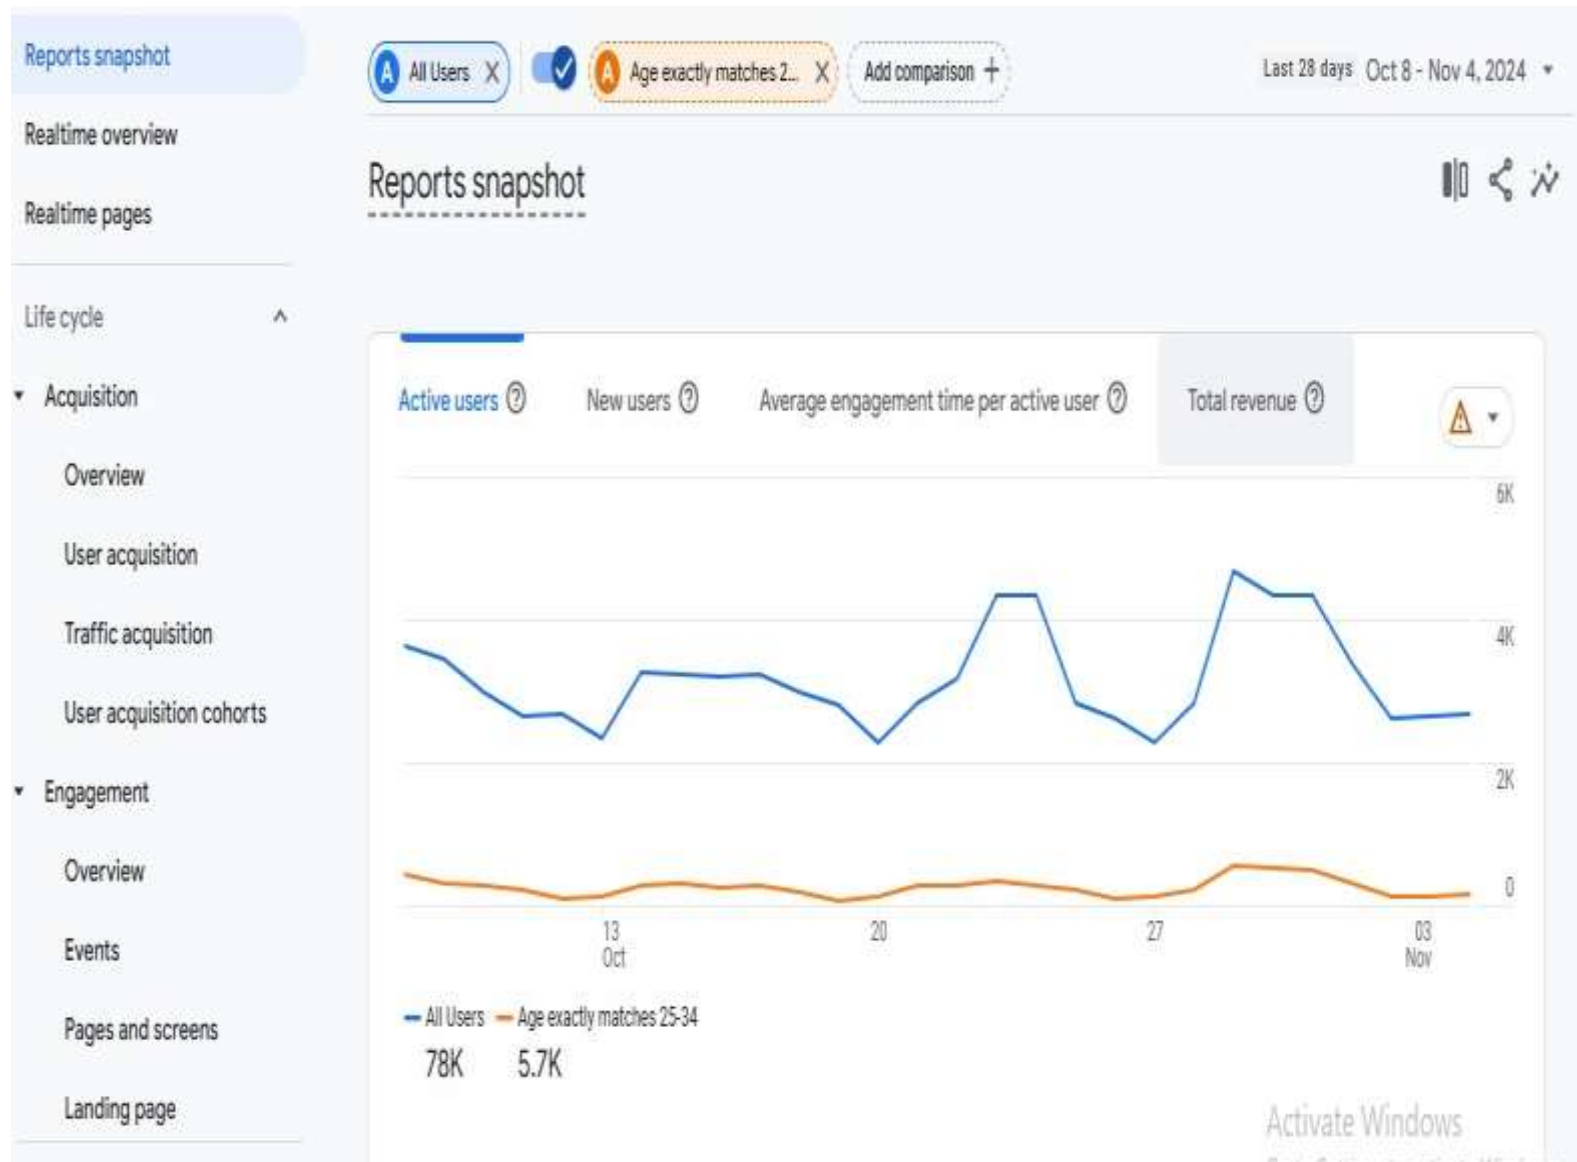 Reports snapshot
Realtime overview
Realtime pages
Life cycle
Acquisition
Overview
User acquisition
Traffic acquisition
User acquisition cohorts
Engagement
Overview
Events
Pages and screens
Landing page
A All Users X
A Age exactly matches 2... X
Add comparison +
Last 28 days Oct 8 - Nov 4, 2024
Reports snapshot
Active users ?
New users ?
Average engagement time per active user ?
Total revenue ?
6K
4K
2K
0
13 20 27 03
Oct Nov
All Users Age exactly matches 25-34
78K 5.7K
Activate Windows